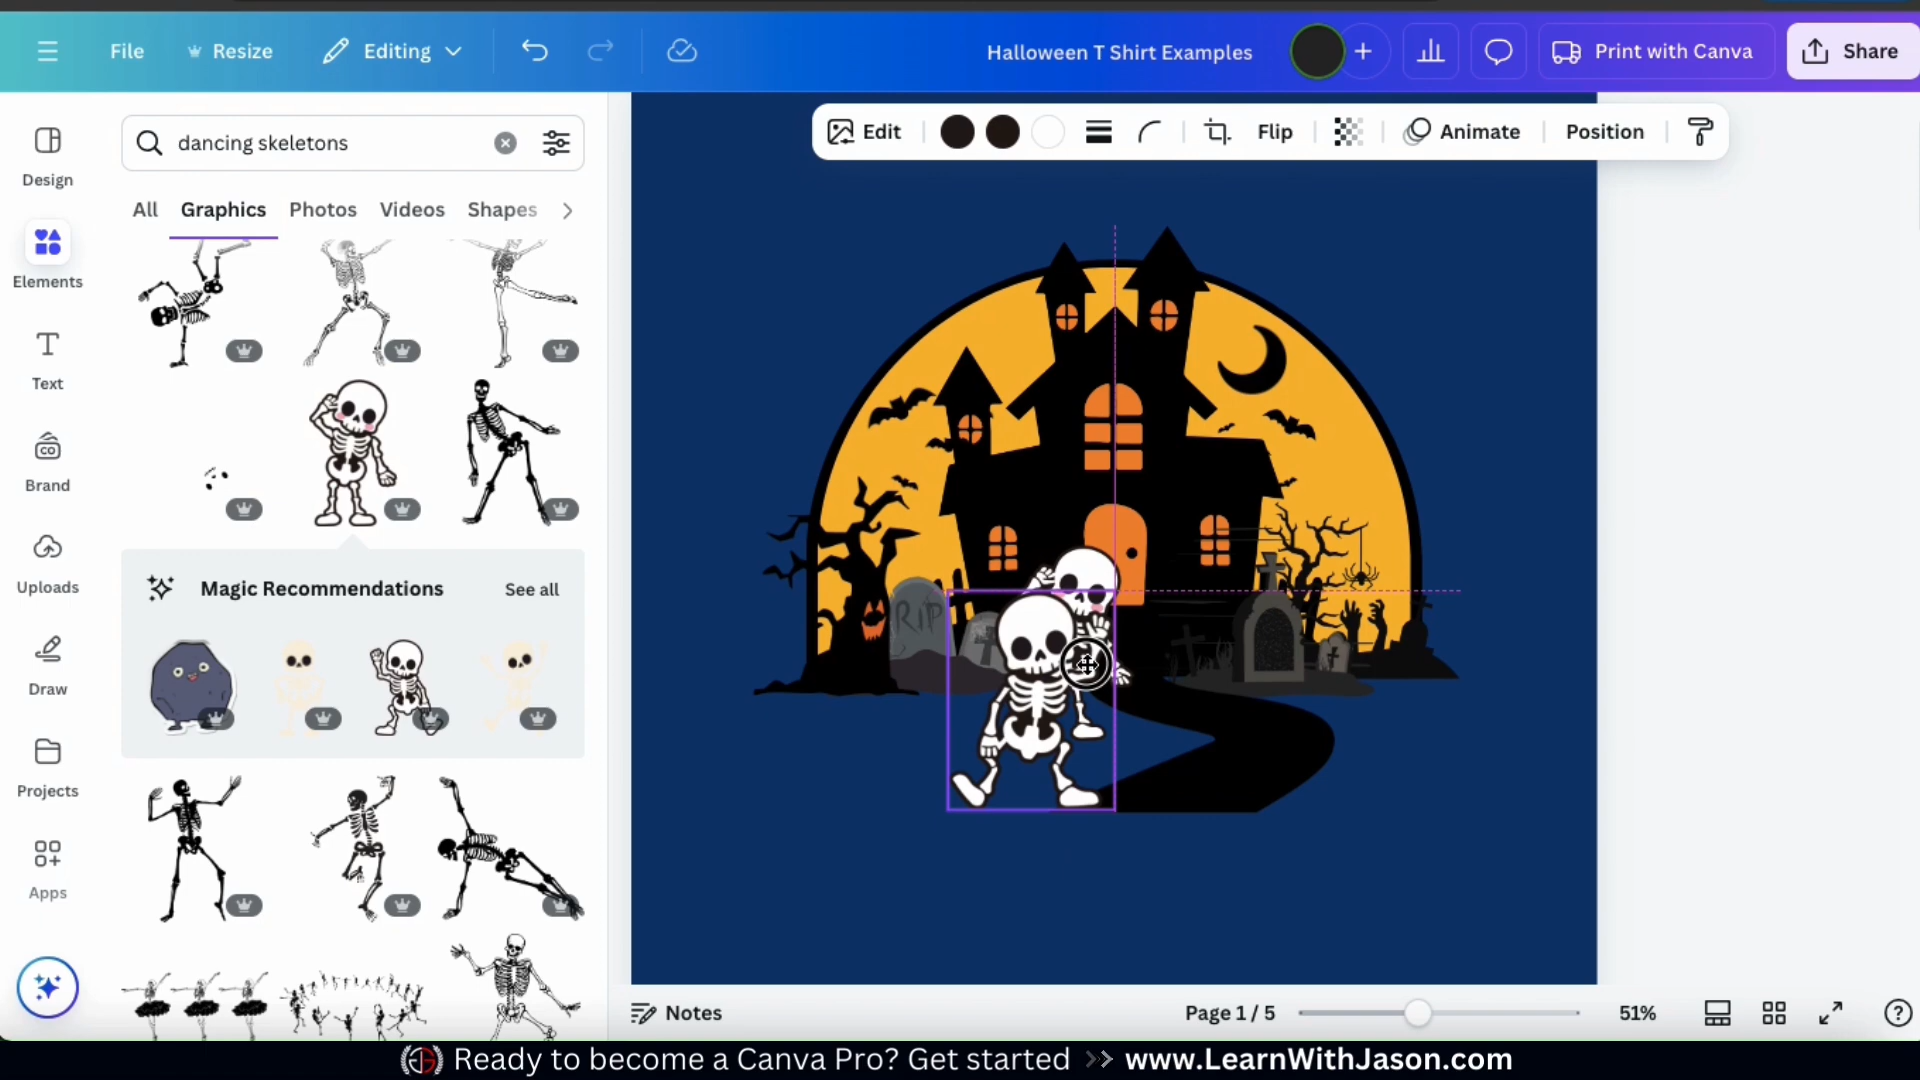 File
Resize
Editing
Halloween T Shirt Examples
Print with Canva
Share
dancing skeletons
Edit
Flip
Animate
Position
Design
All
Graphics
Photos
Videos
Shapes
Elements
Text
Brand
CO
Magic Recommendations
See all
RIP
Uploads
Draw
Projects
Apps
Notes
Page 1 / 5
51%
Ready to become a Canva Pro? Get started >> www.LearnWithJason.com